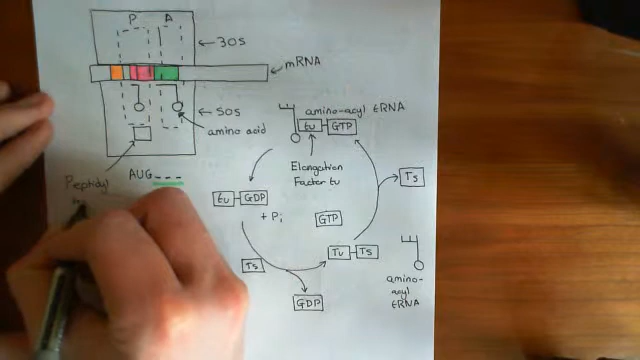 P A
30S
mRNA
50S
amino acid
Peptidyl
AUG---
amino-acyl tRNA
tu GTP
Elongation
Factor tu
tu GDP
+ Pi
GTP
Ts
Tu Ts
Ts
GDP
amino-
acyl
tRNA